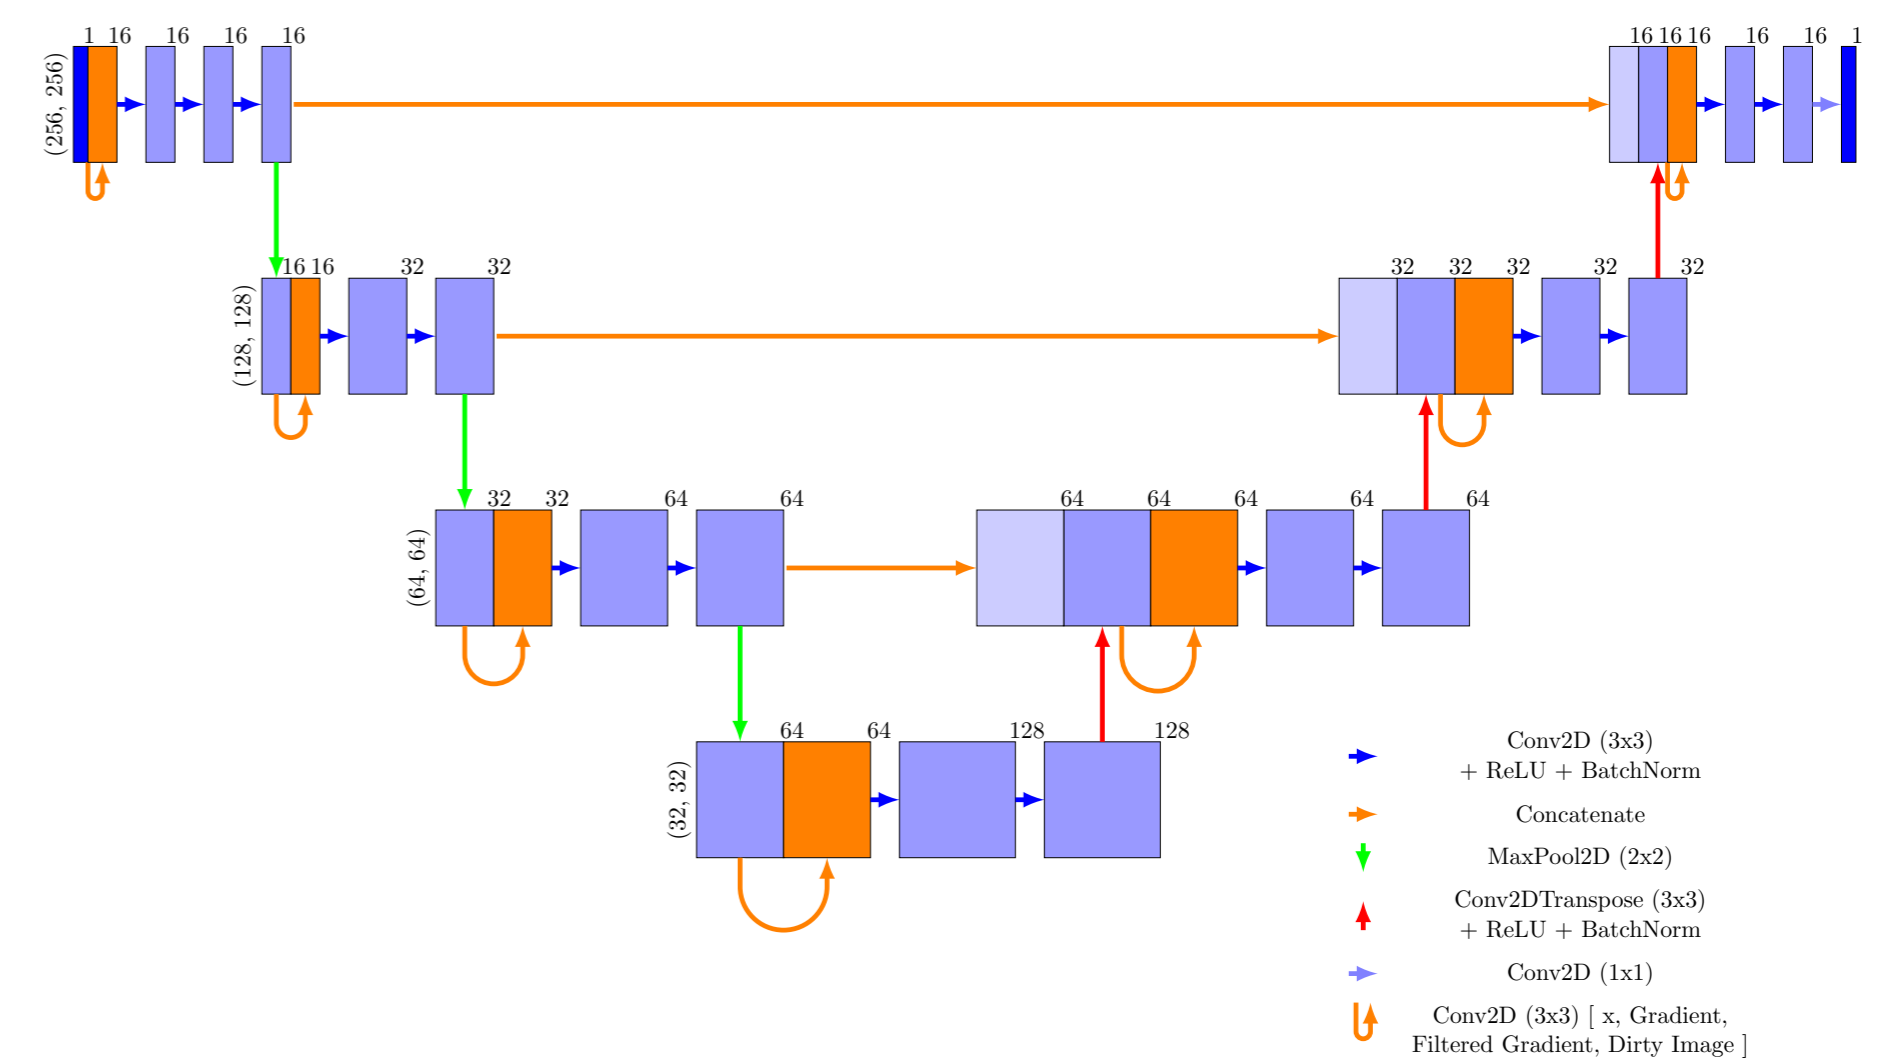 1 16 16 16 16
16 16 16 16 16 1
(256, 256)
16 16 32 32
32 32 32 32 32
(128, 128)
32 32 64 64
64 64 64 64 64
(64, 64)
64 64 128 128
(32, 32)
Conv2D (3x3)
+ ReLU + BatchNorm
Concatenate
MaxPool2D (2x2)
Conv2DTranspose (3x3)
+ ReLU + BatchNorm
Conv2D (1x1)
Conv2D (3x3) [ x, Gradient,
Filtered Gradient, Dirty Image ]